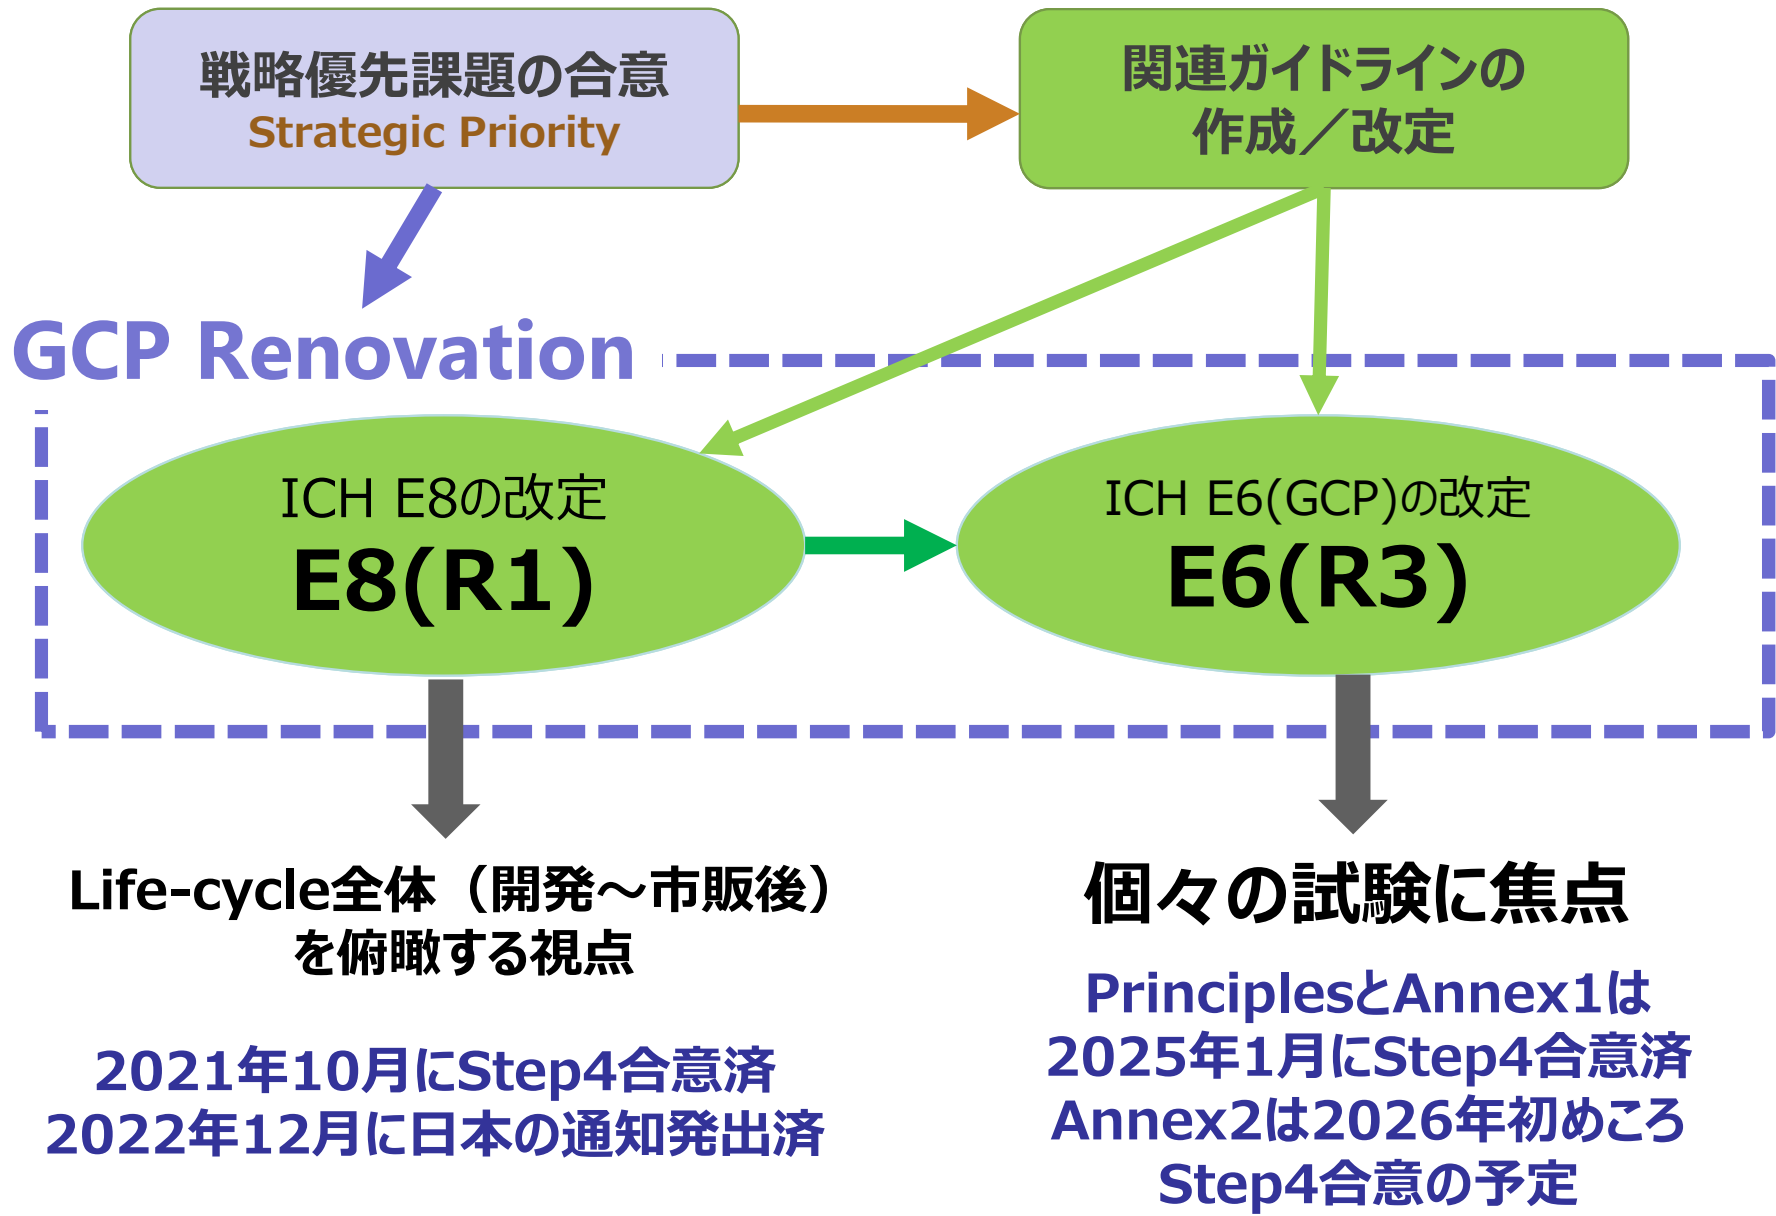 戦略優先課題の合意
Strategic Priority
関連ガイドラインの
作成／改定
GCP Renovation
ICH E8の改定
E8(R1)
ICH E6(GCP)の改定
E6(R3)
Life-cycle全体（開発～市販後）
を俯瞰する視点
2021年10月にStep4合意済
2022年12月に日本の通知発出済
個々の試験に焦点
PrinciplesとAnnex1は
2025年1月にStep4合意済
Annex2は2026年初めころ
Step4合意の予定